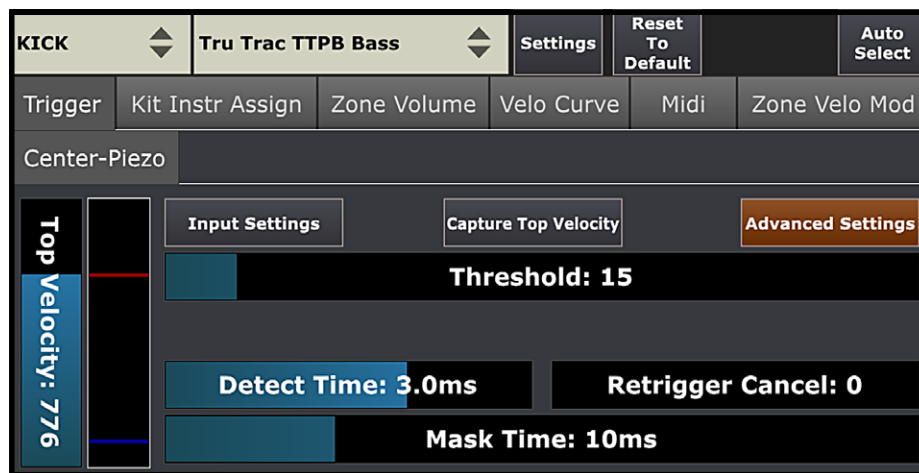 KICK
Tru Trac TTPB Bass
Settings
Reset
To
Default
Auto
Select
Trigger
Kit Instr Assign
Zone Volume
Velo Curve
Midi
Zone Velo Mod
Center-Piezo
Top Velocity: 776
Input Settings
Capture Top Velocity
Advanced Settings
Threshold: 15
Detect Time: 3.0ms
Retrigger Cancel: 0
Mask Time: 10ms